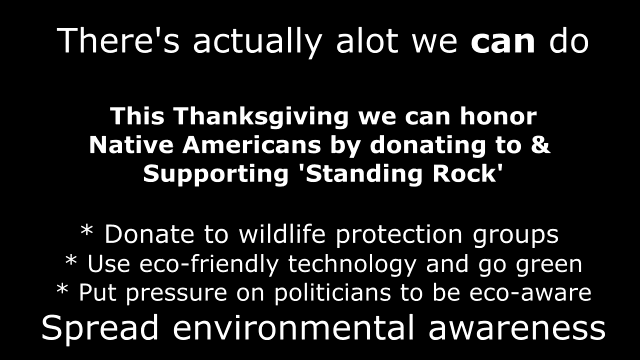 There's actually alot we can do
This Thanksgiving we can honor
Native Americans by donating to &
Supporting 'Standing Rock'
* Donate to wildlife protection groups
* Use eco-friendly technology and go green
* Put pressure on politicians to be eco-aware
Spread environmental awareness